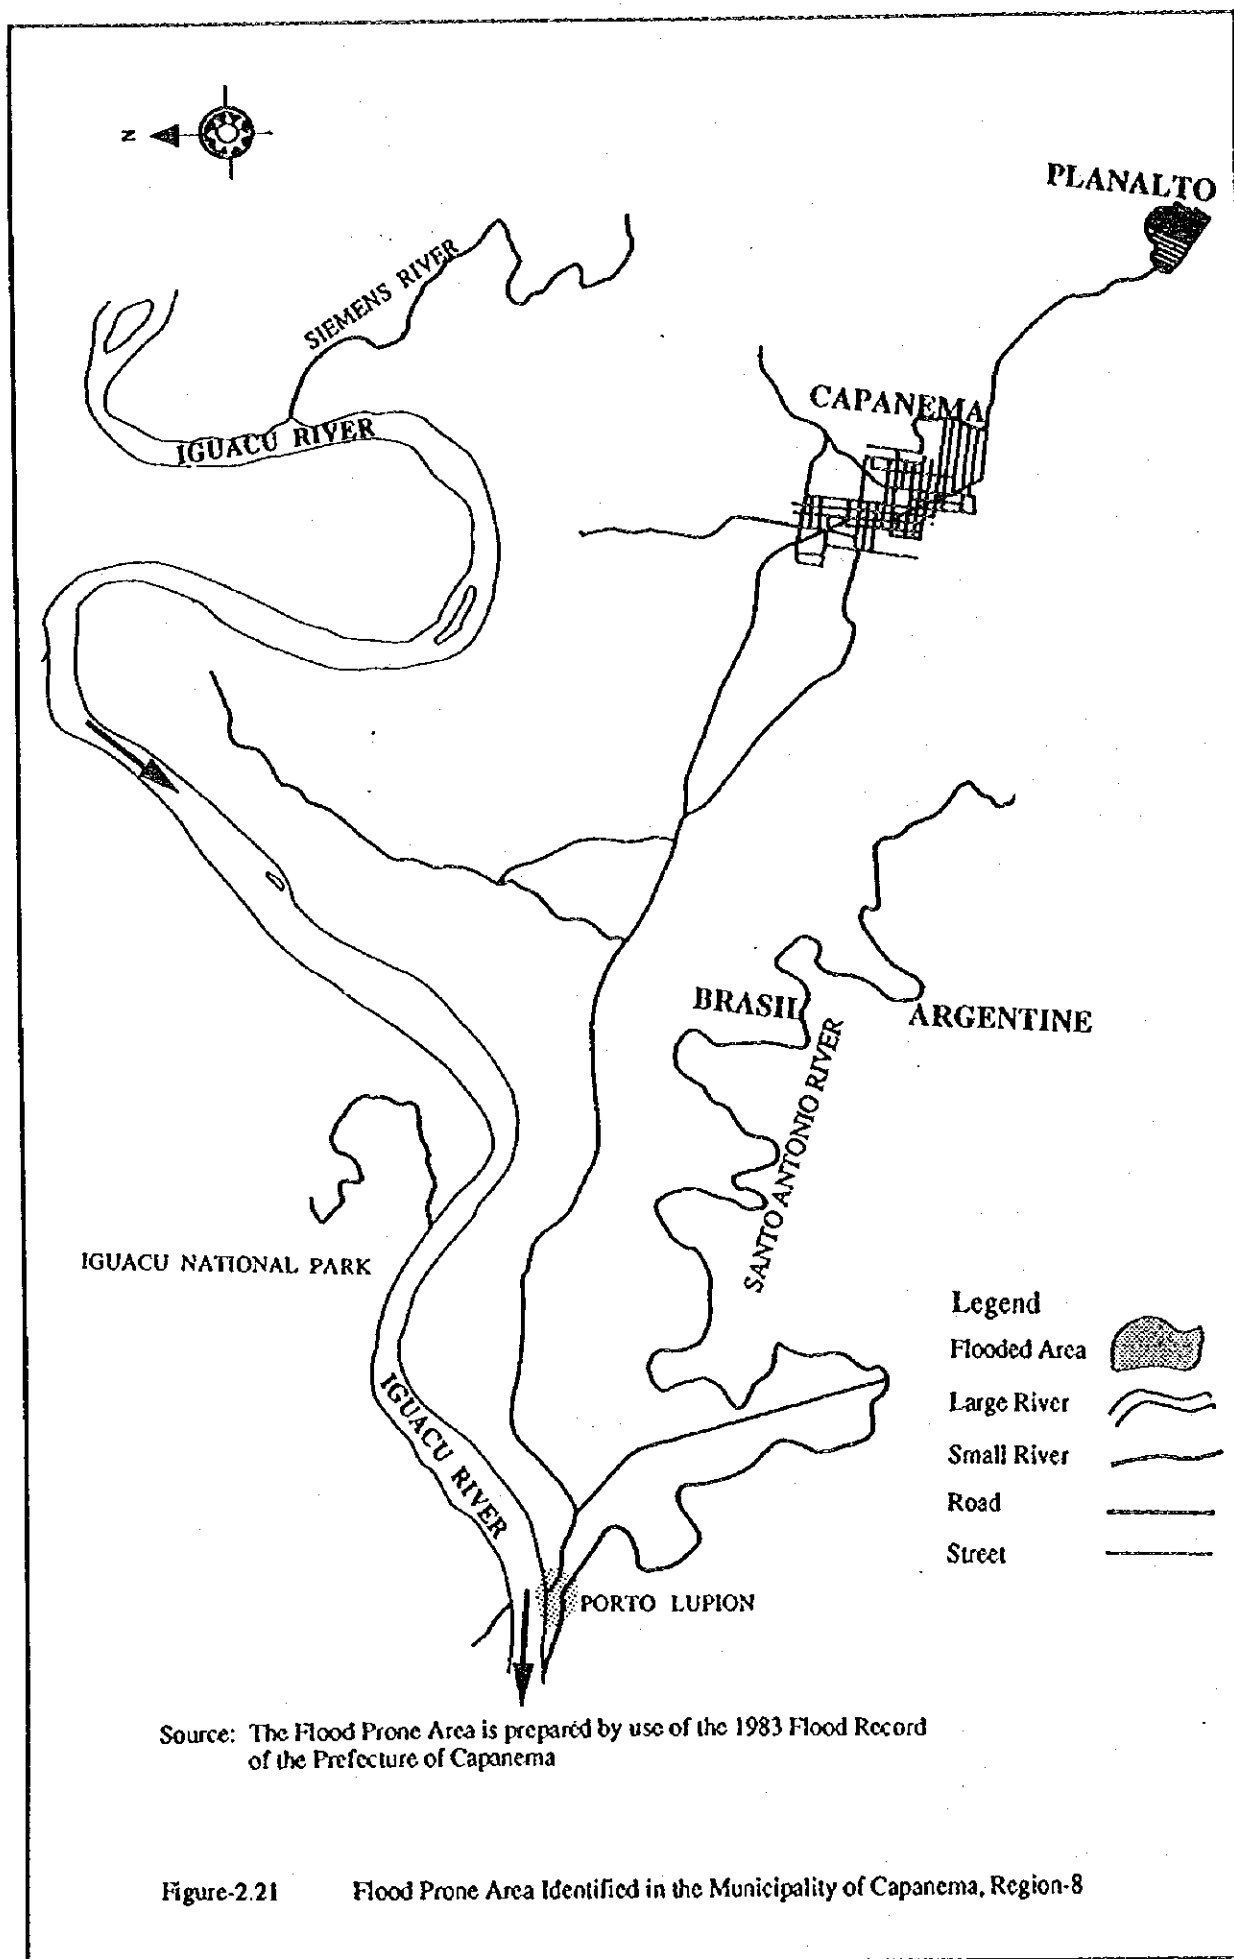 N
PLANALTO
SIEMENS RIVER
CAPANEMA
IGUACU RIVER
BRASIL
ARGENTINE
SANTO ANTONIO RIVER
IGUACU NATIONAL PARK
IGUACU RIVER
Legend
Flooded Area
Large River
Small River
Road
Street
PORTO LUPION
Source: The Flood Prone Area is prepared by use of the 1983 Flood Record
of the Prefecture of Capanema
Figure-2.21 Flood Prone Area Identified in the Municipality of Capanema, Region-8